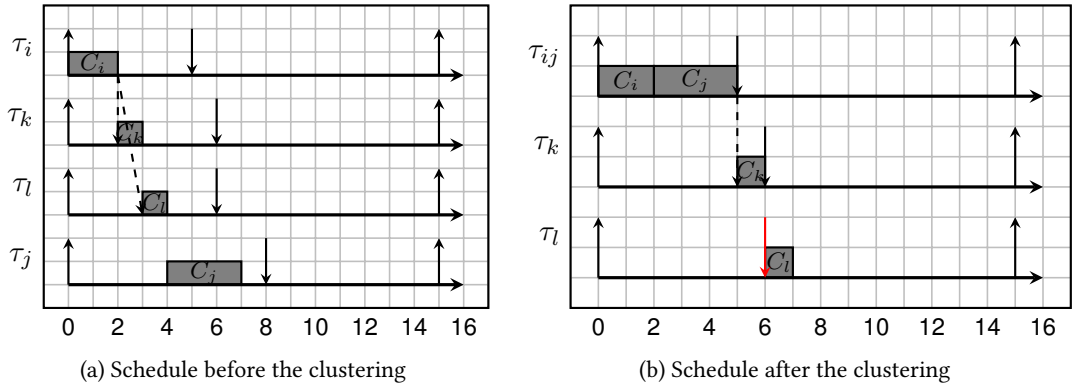 τi
Ci
τk
Ck
τl
Cl
τj
Cj
0 2 4 6 8 10 12 14 16
(a) Schedule before the clustering
τij
Ci Cj
τk
Ck
τl
Cl
0 2 4 6 8 10 12 14 16
(b) Schedule after the clustering